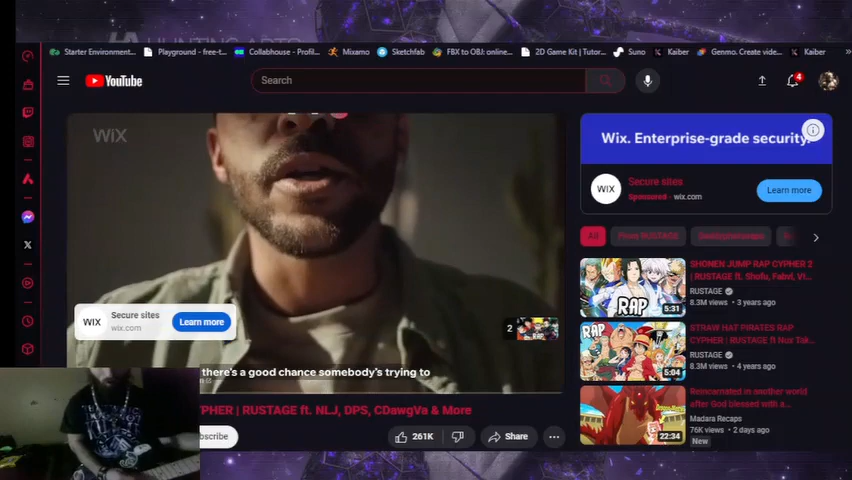 Starter Environment...
Playground - free-t...
Collabhouse - Profil...
Mixamo
Sketchfab
FBX to OBJ: online...
2D Game Kit | Tutor...
Suno
Kaiber
Genmo. Create vide...
Kaiber
YouTube
Search
4
WiX
Wix. Enterprise-grade security.
WIX
Secure sites
Sponsored · wix.com
Learn more
All
From RUSTAGE
SHONEN JUMP RAP CYPHER 2
| RUSTAGE ft. Shofu, Fabvl, Vi...
RUSTAGE
8.3M views • 3 years ago
RAP
5:31
STRAW HAT PIRATES RAP
CYPHER | RUSTAGE ft Nux Tak...
RUSTAGE
8.3M views • 4 years ago
RAP
5:04
Reincarnated in another world
after God blessed with a...
Madara Recaps
76K views • 2 days ago
New
22:34
WIX
Secure sites
wix.com
Learn more
2
there's a good chance somebody's trying to
YPHER | RUSTAGE ft. NLJ, DPS, CDawgVa & More
bscribe
261K
Share